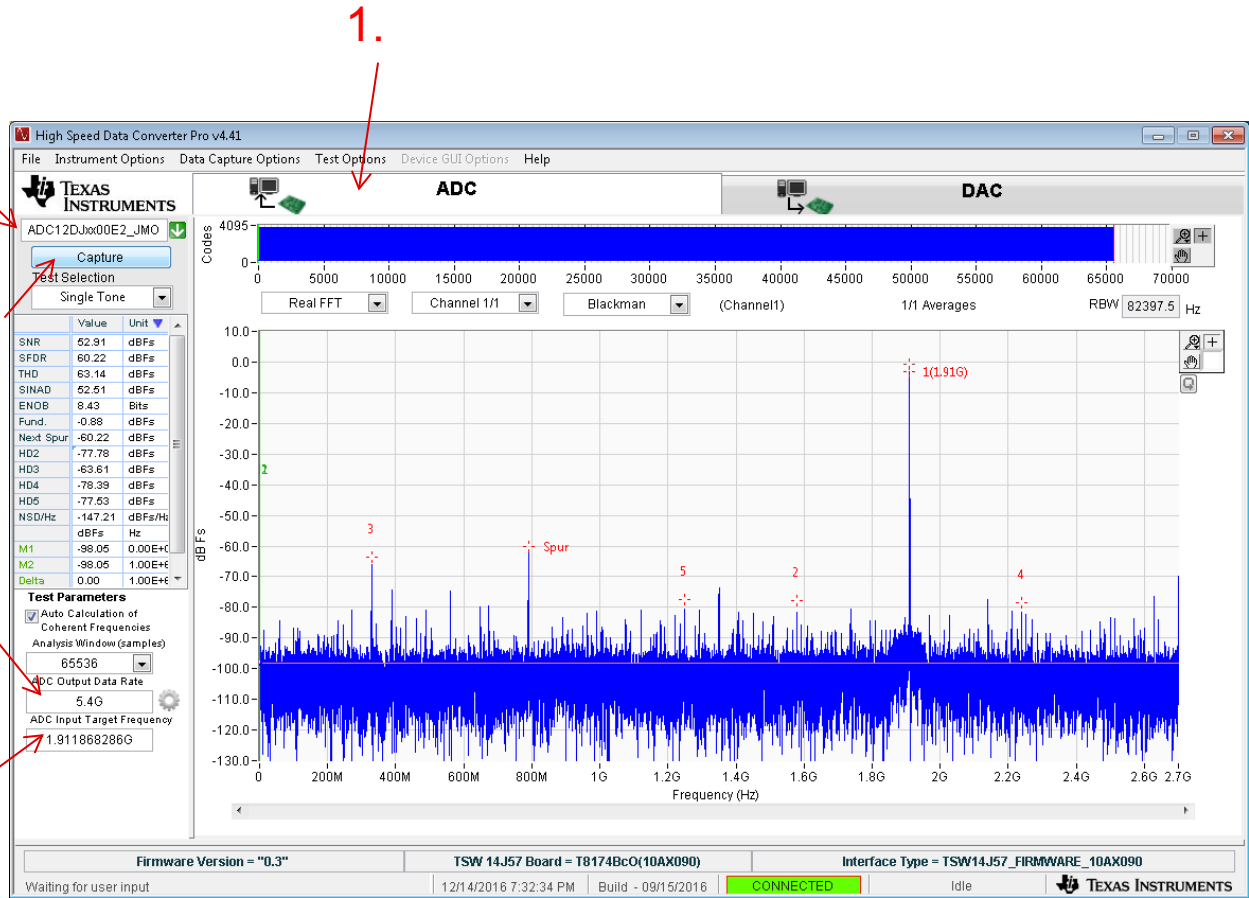 1.
High Speed Data Converter Pro v4.41
File Instrument Options Data Capture Options Test Options Device GUI Options Help
TEXAS INSTRUMENTS
ADC
DAC
ADC12DJxx00E2_JMO
Capture
Test Selection
Single Tone
Value Unit
SNR 52.91 dBFs
SFDR 60.22 dBFs
THD 63.14 dBFs
SINAD 52.51 dBFs
ENOB 8.43 Bits
Fund. -0.88 dBFs
Next Spur -60.22 dBFs
HD2 -77.78 dBFs
HD3 -63.61 dBFs
HD4 -78.39 dBFs
HD5 -77.53 dBFs
NSD/Hz -147.21 dBFs/Hz
dBFs Hz
M1 -98.05 0.00E+0
M2 -98.05 1.00E+6
Delta 0.00 1.00E+6
Test Parameters
Auto Calculation of
Coherent Frequencies
Analysis Window (samples)
65536
ADC Output Data Rate
5.4G
ADC Input Target Frequency
1.911868286G
Codes
4095
0
0 5000 10000 15000 20000 25000 30000 35000 40000 45000 50000 55000 60000 65000 70000
Real FFT Channel 1/1 Blackman (Channel1) 1/1 Averages RBW 82397.5 Hz
dBFs
10.0
0.0
-10.0
-20.0
-30.0
-40.0
-50.0
-60.0
-70.0
-80.0
-90.0
-100.0
-110.0
-120.0
-130.0
1(1.91G)
2
3
Spur
5
2
4
0 200M 400M 600M 800M 1G 1.2G 1.4G 1.6G 1.8G 2G 2.2G 2.4G 2.6G 2.7G
Frequency (Hz)
Firmware Version = "0.3" TSW 14J57 Board = T8174BcO(10AX090) Interface Type = TSW14J57_FIRMWARE_10AX090
Waiting for user input 12/14/2016 7:32:34 PM Build - 09/15/2016 CONNECTED Idle TEXAS INSTRUMENTS